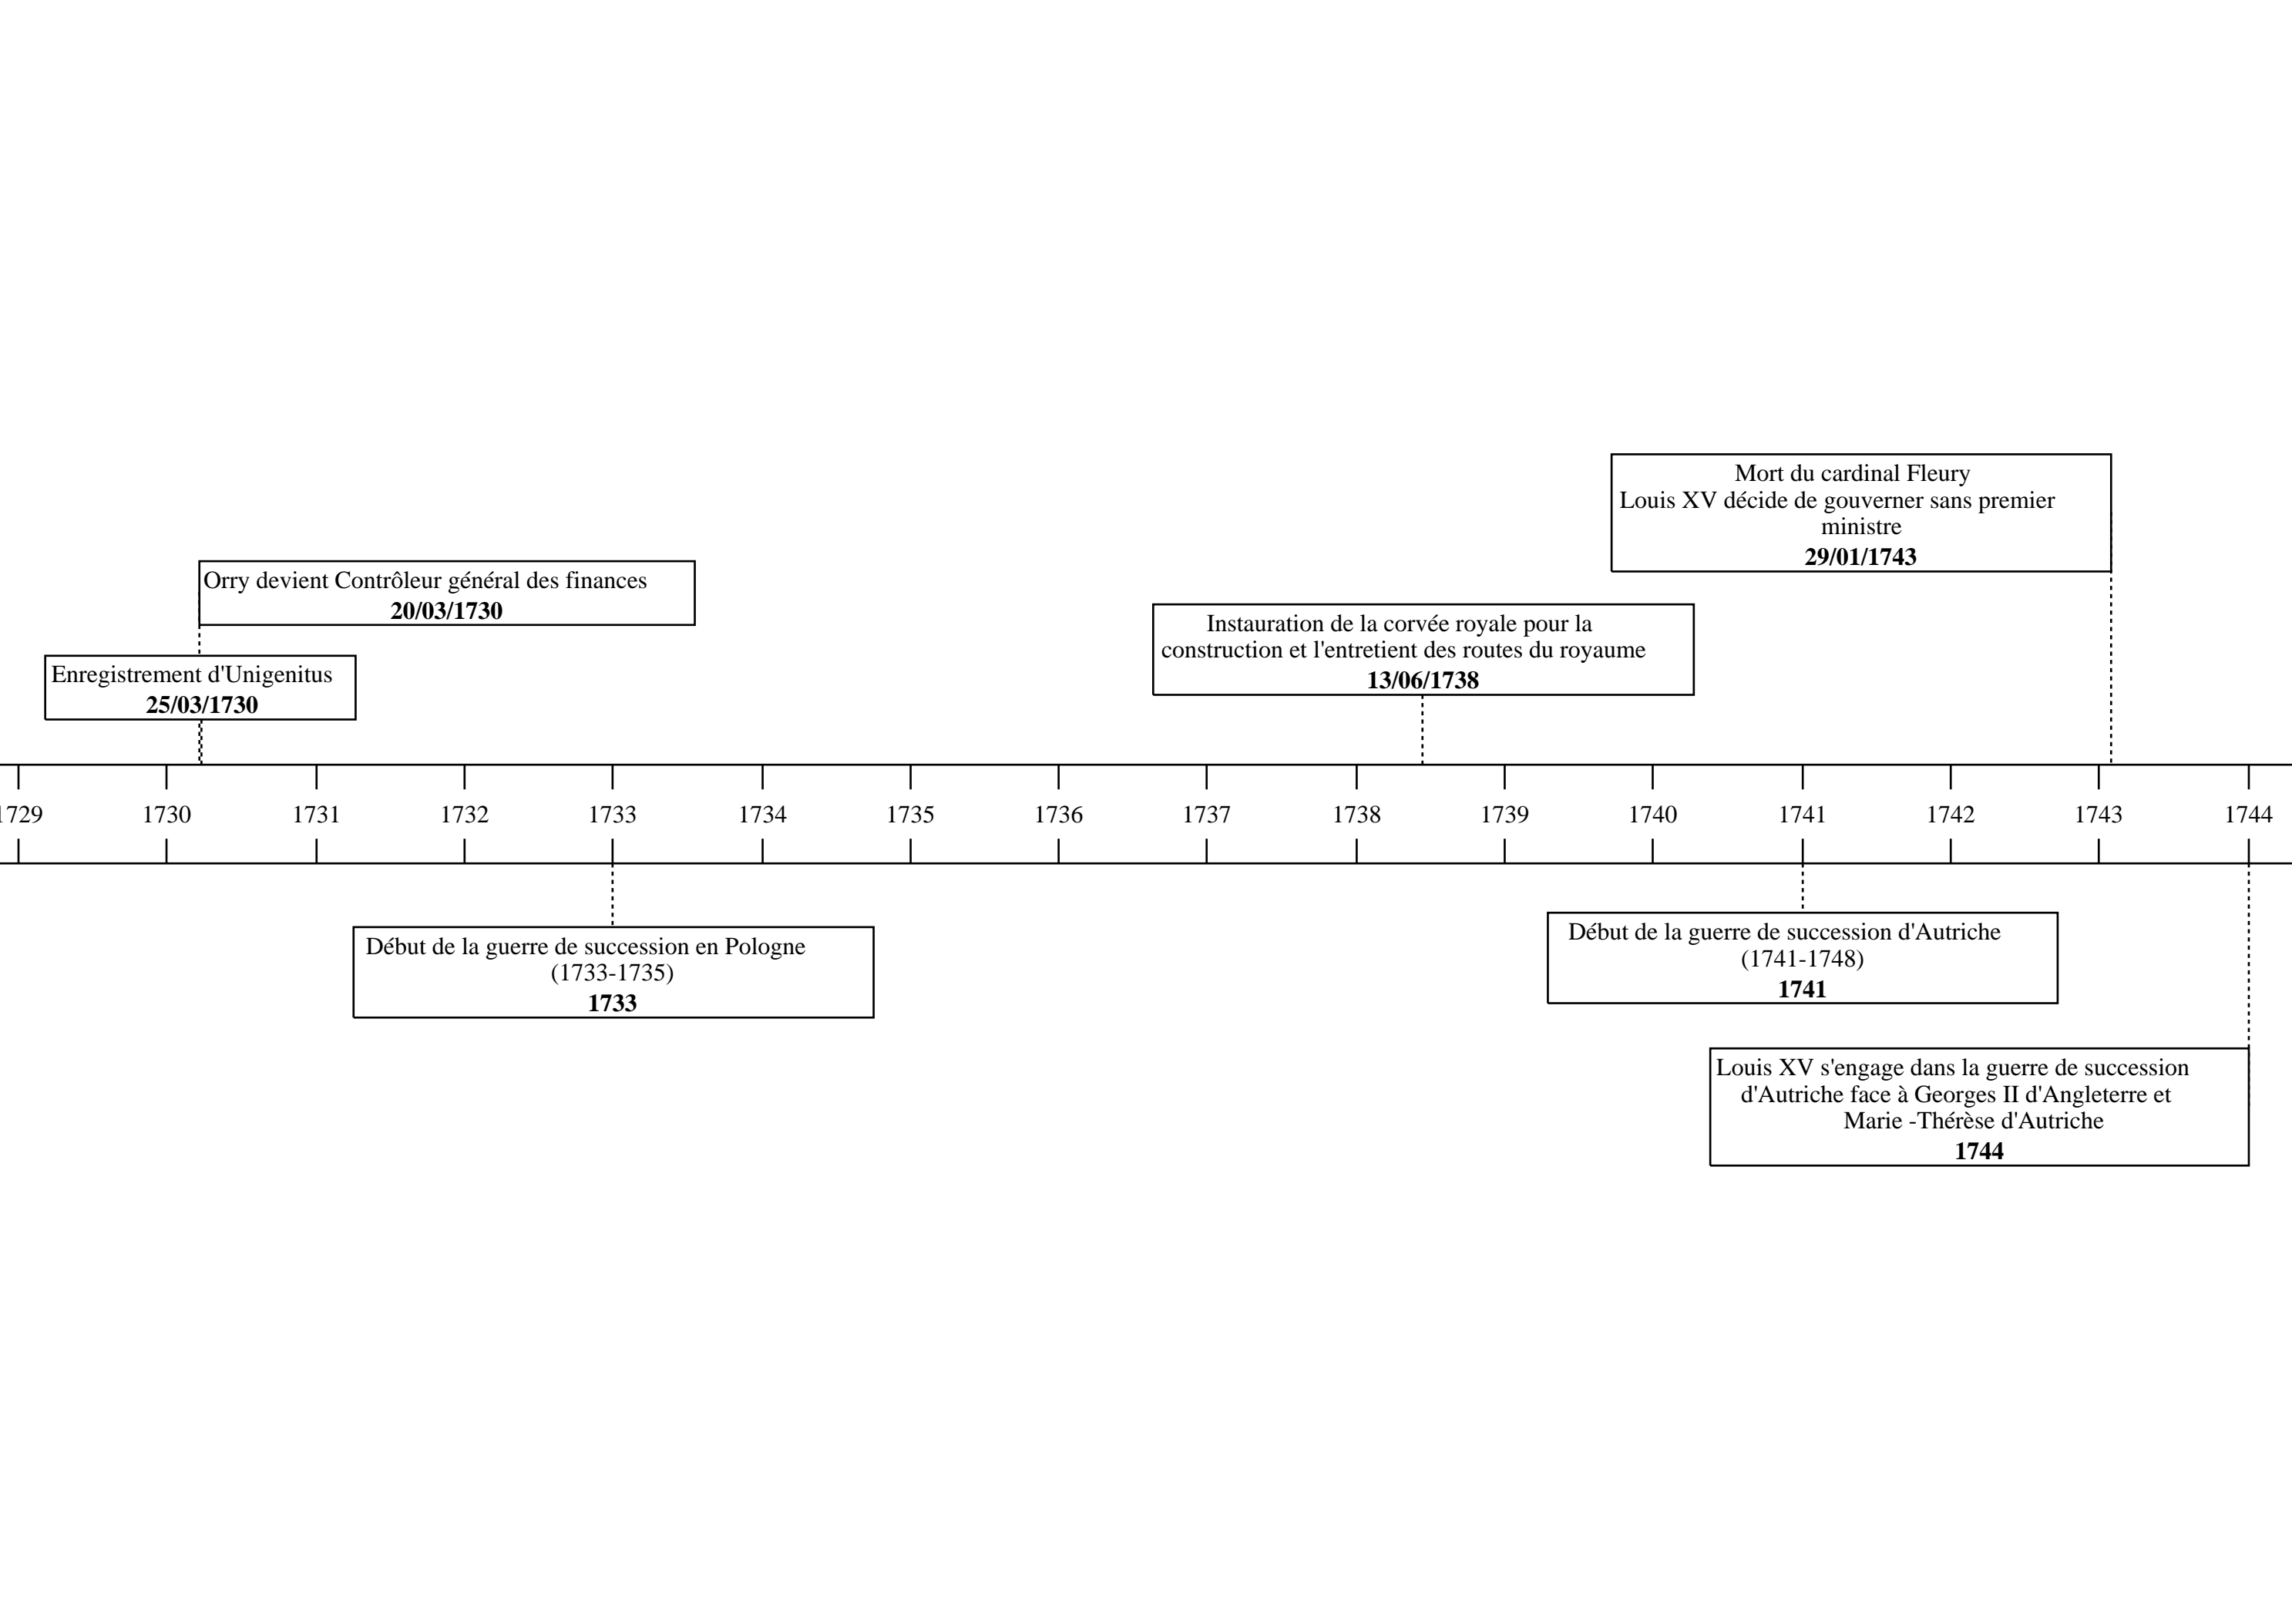 Mort du cardinal Fleury
Louis XV décide de gouverner sans premier
ministre
29/01/1743
Orry devient Contrôleur général des finances
20/03/1730
Instauration de la corvée royale pour la
construction et l'entretient des routes du royaume
13/06/1738
Enregistrement d'Unigenitus
25/03/1730
1729 1730 1731 1732 1733 1734 1735 1736 1737 1738 1739 1740 1741 1742 1743 1744
Début de la guerre de succession en Pologne
(1733-1735)
1733
Début de la guerre de succession d'Autriche
(1741-1748)
1741
Louis XV s'engage dans la guerre de succession
d'Autriche face à Georges II d'Angleterre et
Marie -Thérèse d'Autriche
1744